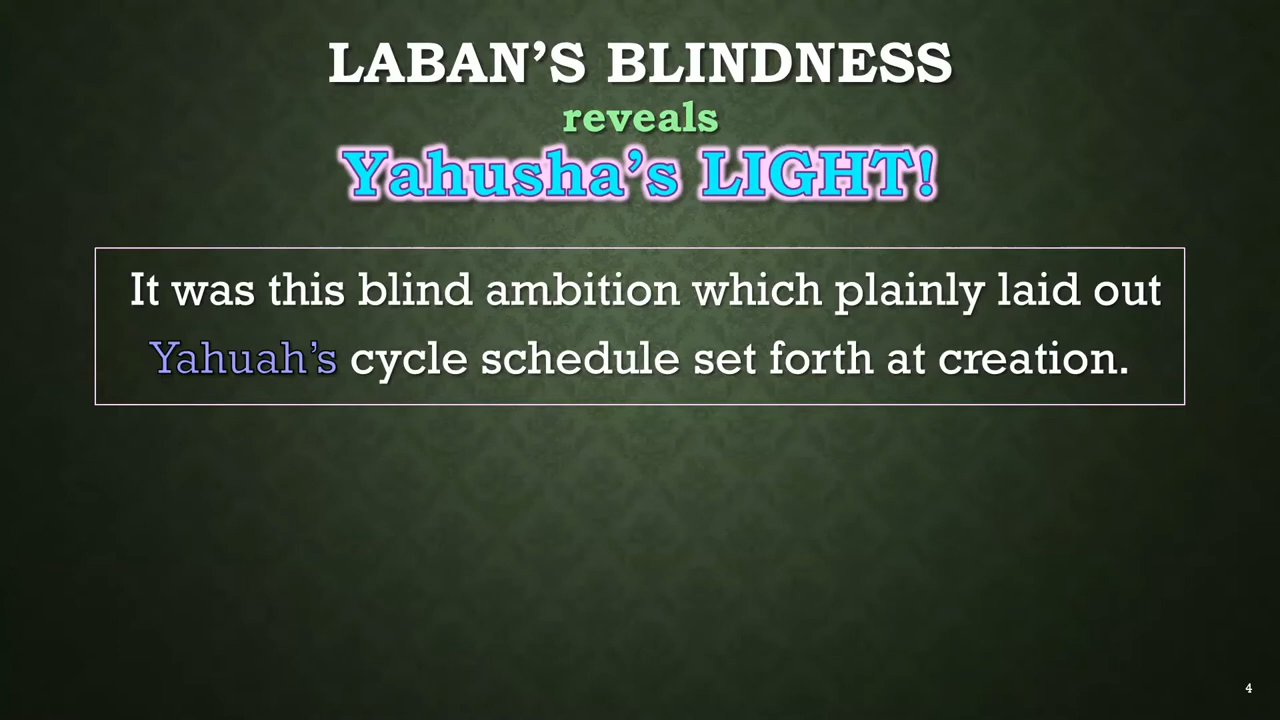 LABAN’S BLINDNESS
reveals
Yahusha’s LIGHT!
It was this blind ambition which plainly laid out
Yahuah’s cycle schedule set forth at creation.
4